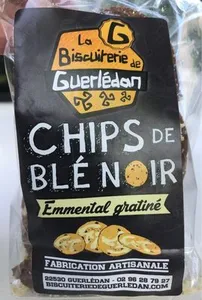 La G
Biscuiterie de
Guerlédan
CHIPS DE
BLÉ NOIR
Emmental gratiné
FABRICATION ARTISANALE
22530 GUERLÉDAN - 02 96 28 79 27
BISCUITERIEDEGUERLEDAN.COM